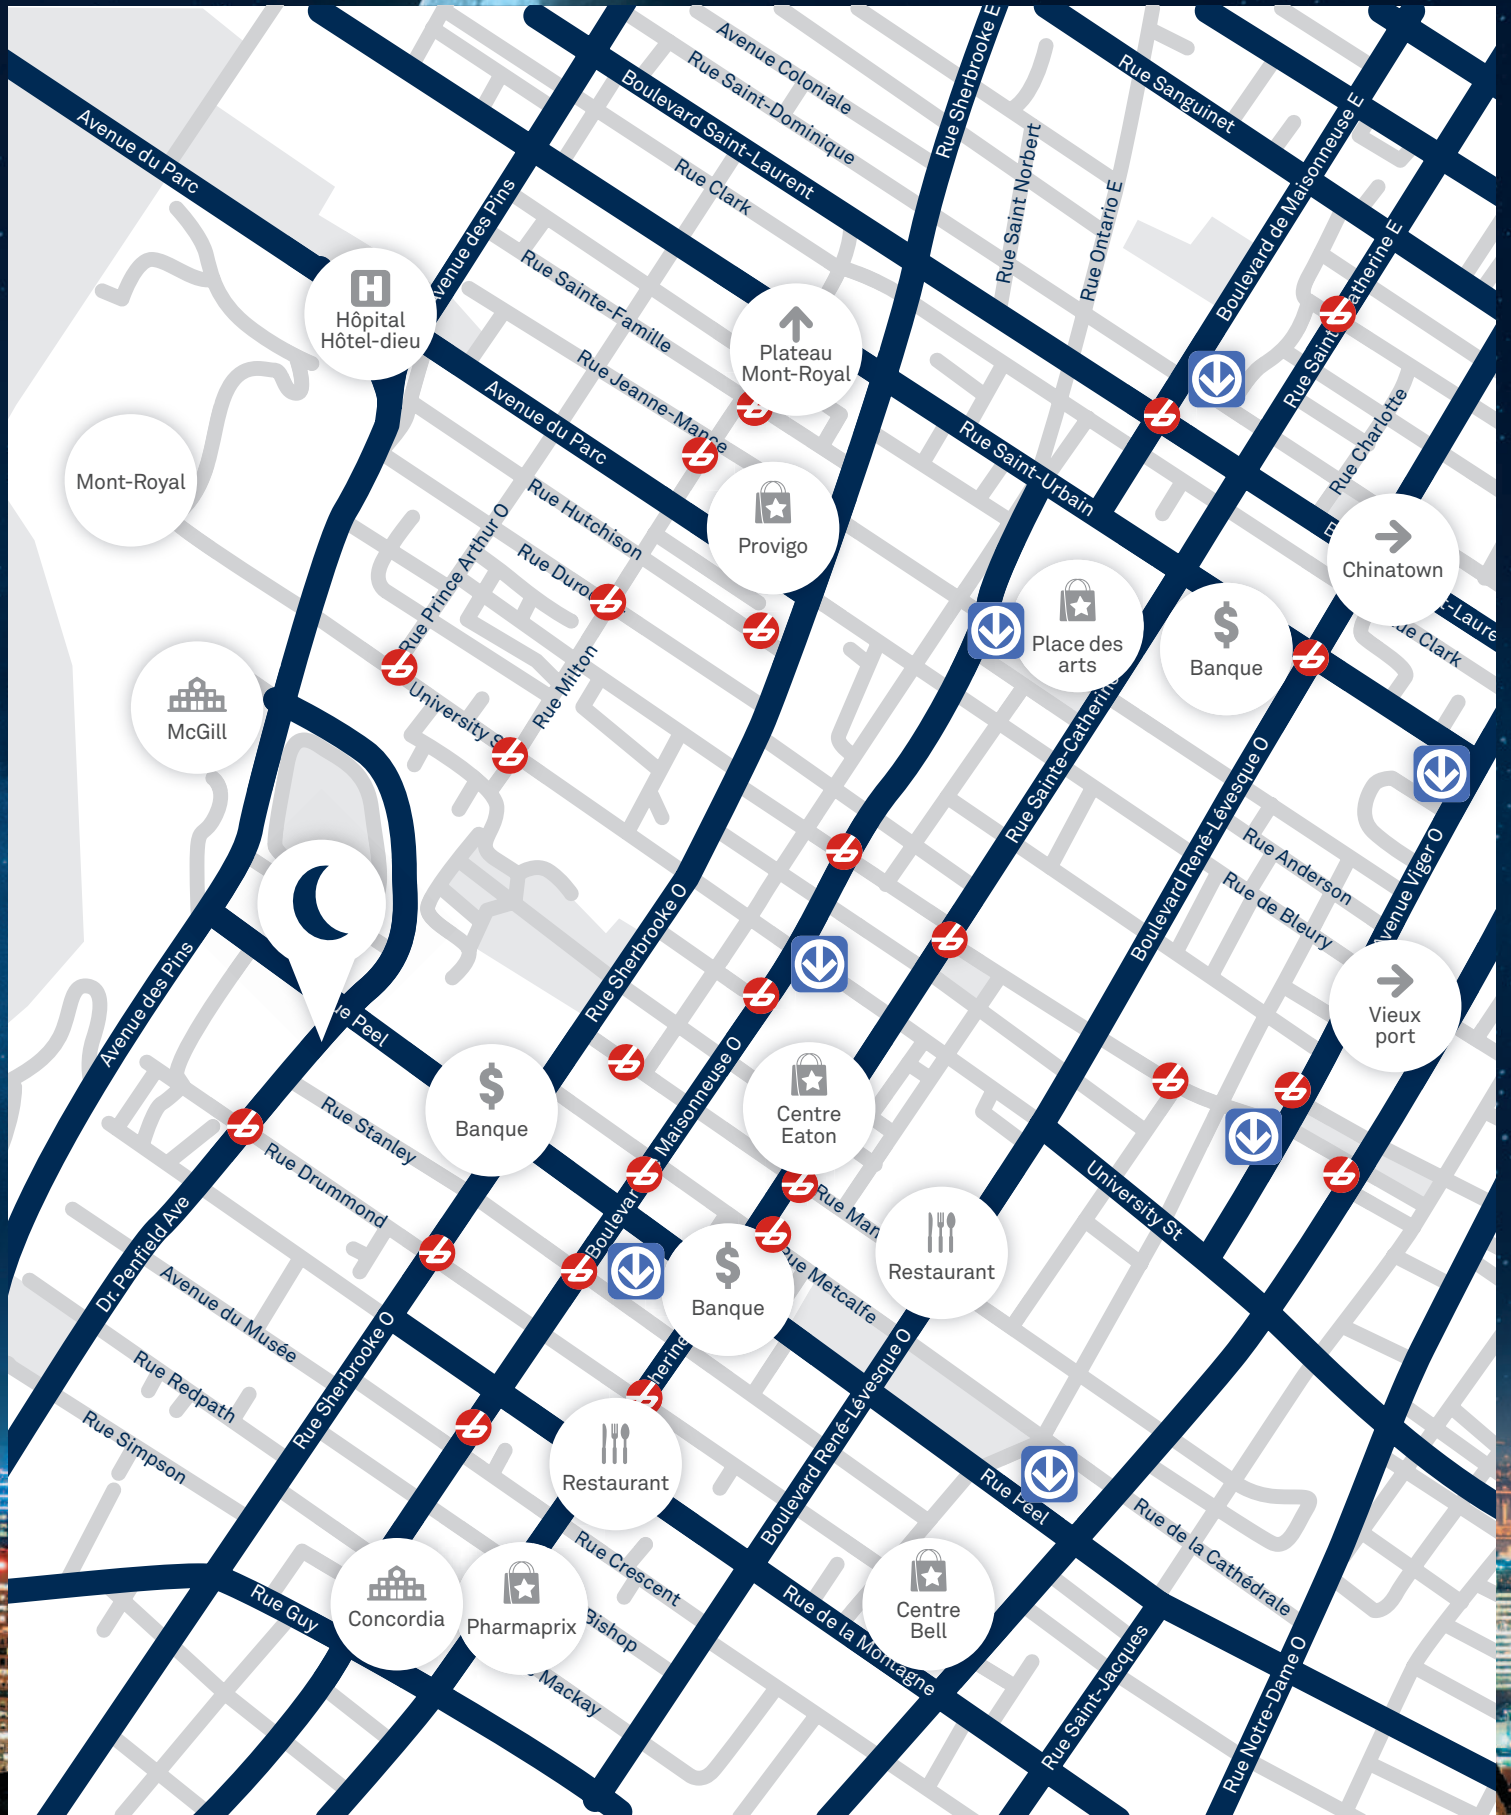 Avenue Coloniale
Rue Saint-Dominique
Boulevard Saint-Laurent
Rue Clark
Rue Sherbrooke E
Rue Sanguinet
Boulevard de Maisonneuse E
Rue Saint Norbert
Rue Ontario E
Avenue du Parc
Avenue des Pins
Rue Sainte-Famille
Rue Jeanne-Mance
H
Hôpital
Hôtel-dieu
Plateau
Mont-Royal
Rue Charlotte
Avenue du Parc
Rue Saint-Urbain
Mont-Royal
Rue Hutchison
Provigo
Rue Prince Arthur O
Chinatown
Rue Clark
Place des
arts
$
Banque
McGill
University
Rue Milton
Boulevard René-Lévesque O
Rue Anderson
Rue de Bleury
Avenue Viger O
Rue Sherbrooke O
Avenue des Pins
Peel
Vieux
port
Maisonneuse O
$
Banque
Centre
Eaton
Rue Stanley
Rue Drummond
Dr. Penfield Ave
University St
Restaurant
Rue Metcalfe
$
Banque
Avenue du Musée
Rue Redpath
Rue Simpson
Rue Sherbrooke O
Boulevard René-Lévesque O
Restaurant
Rue Peel
Rue de la Cathédrale
Rue Crescent
Concordia
Pharmaprix
Bishop
Mackay
Rue Guy
Centre
Bell
Rue de la Montagne
Rue Saint-Jacques
Rue Notre-Dame O